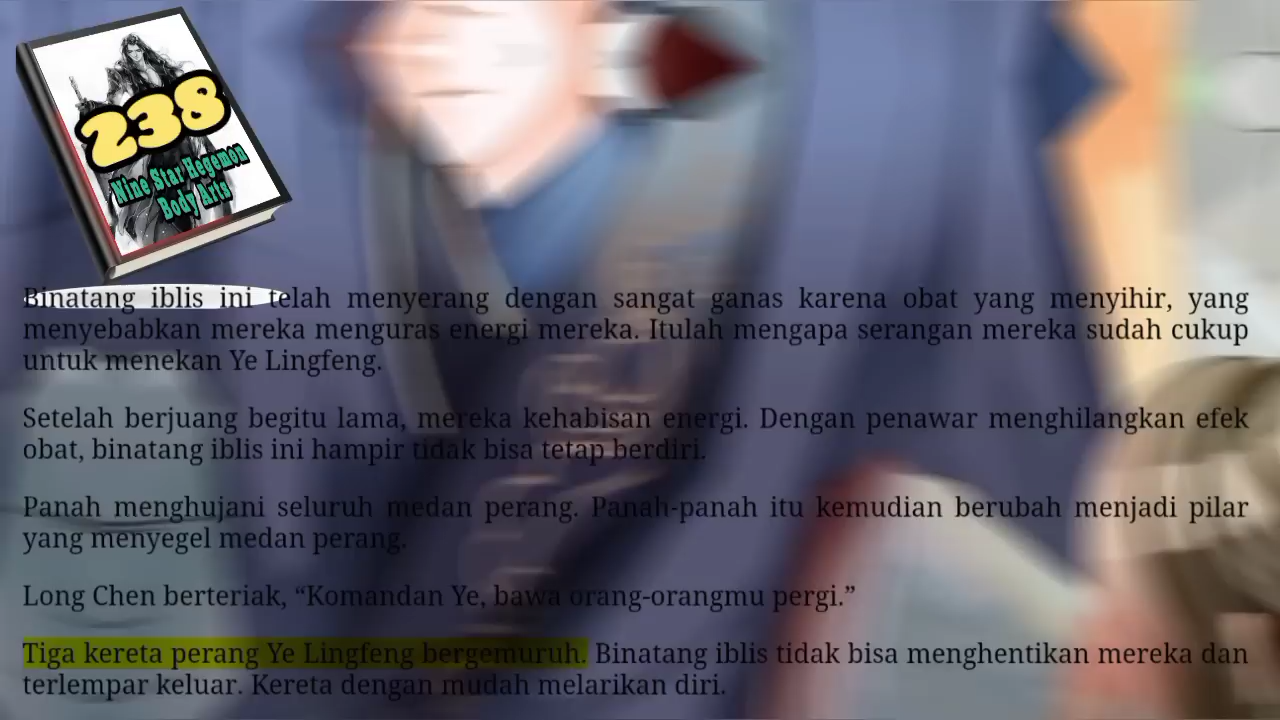 238
Nine Star Hegemon
Body Arts
Binatang iblis ini telah menyerang dengan sangat ganas karena obat yang menyihir, yang
menyebabkan mereka menguras energi mereka. Itulah mengapa serangan mereka sudah cukup
untuk menekan Ye Lingfeng.
Setelah berjuang begitu lama, mereka kehabisan energi. Dengan penawar menghilangkan efek
obat, binatang iblis ini hampir tidak bisa tetap berdiri.
Panah menghujani seluruh medan perang. Panah-panah itu kemudian berubah menjadi pilar
yang menyegel medan perang.
Long Chen berteriak, “Komandan Ye, bawa orang-orangmu pergi.”
Tiga kereta perang Ye Lingfeng bergemuruh. Binatang iblis tidak bisa menghentikan mereka dan
terlempar keluar. Kereta dengan mudah melarikan diri.